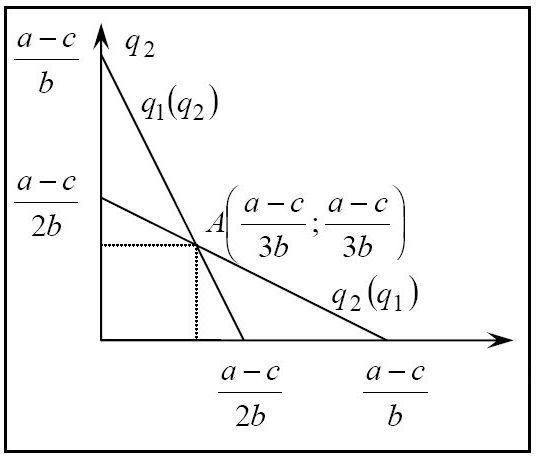 (a − c)/b
q₂
q₁(q₂)
(a − c)/2b
A((a − c)/3b ; (a − c)/3b)
q₂(q₁)
(a − c)/2b
(a − c)/b